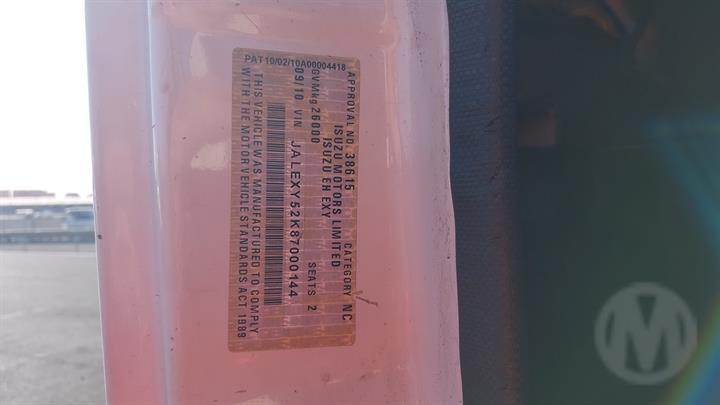 PAT10/02/10A00004418
APPROVAL NO. 38615 CATEGORY NC
ISUZU MOTORS LIMITED
ISUZU EH EXY
GVMkg 26000 SEATS 2
09/10 VIN JALEXY52K87000144
THIS VEHICLE WAS MANUFACTURED TO COMPLY
WITH THE MOTOR VEHICLE STANDARDS ACT 1989
M